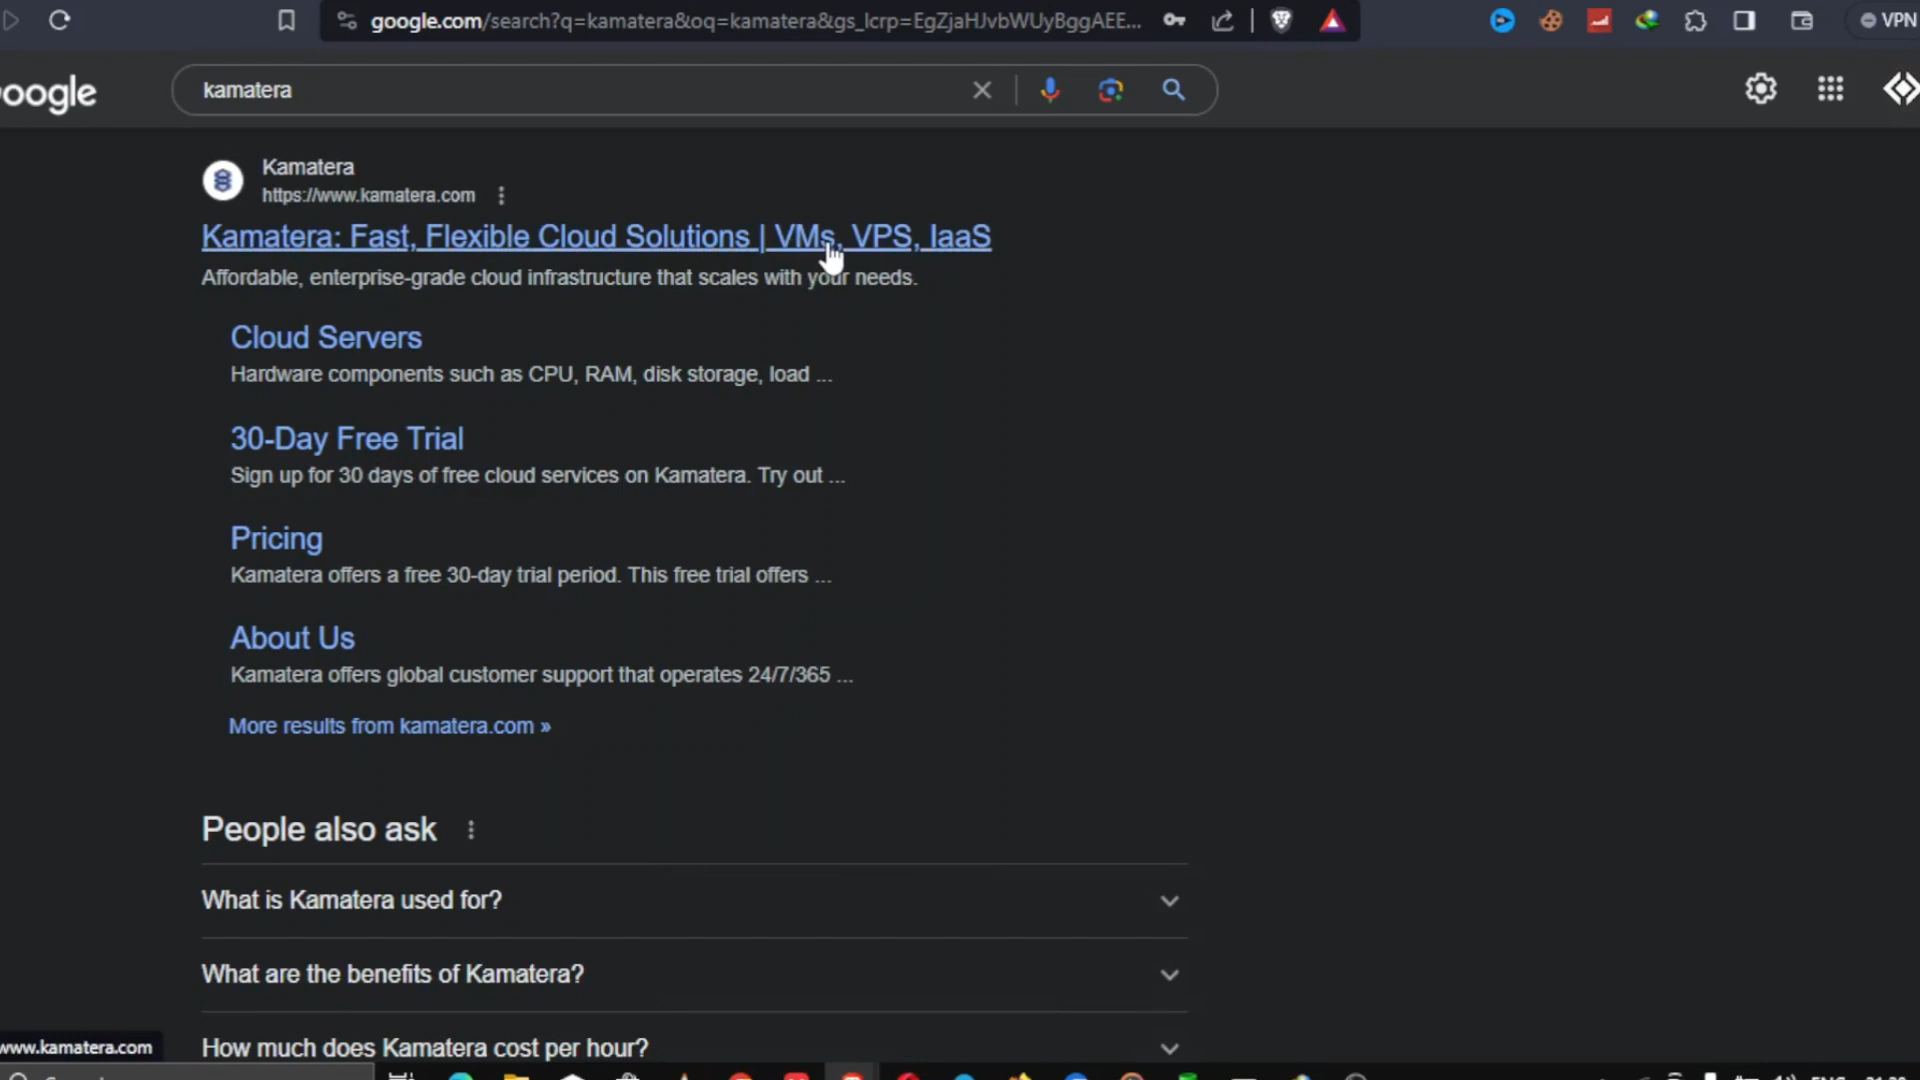 google.com/search?q=kamatera&oq=kamatera&gs_lcrp=EgZjaHJvbWUyBggAEE...
VPN
oogle
kamatera
Kamatera
https://www.kamatera.com
Kamatera: Fast, Flexible Cloud Solutions | VMs, VPS, IaaS
Affordable, enterprise-grade cloud infrastructure that scales with your needs.
Cloud Servers
Hardware components such as CPU, RAM, disk storage, load ...
30-Day Free Trial
Sign up for 30 days of free cloud services on Kamatera. Try out ...
Pricing
Kamatera offers a free 30-day trial period. This free trial offers ...
About Us
Kamatera offers global customer support that operates 24/7/365 ...
More results from kamatera.com »
People also ask
What is Kamatera used for?
What are the benefits of Kamatera?
How much does Kamatera cost per hour?
www.kamatera.com